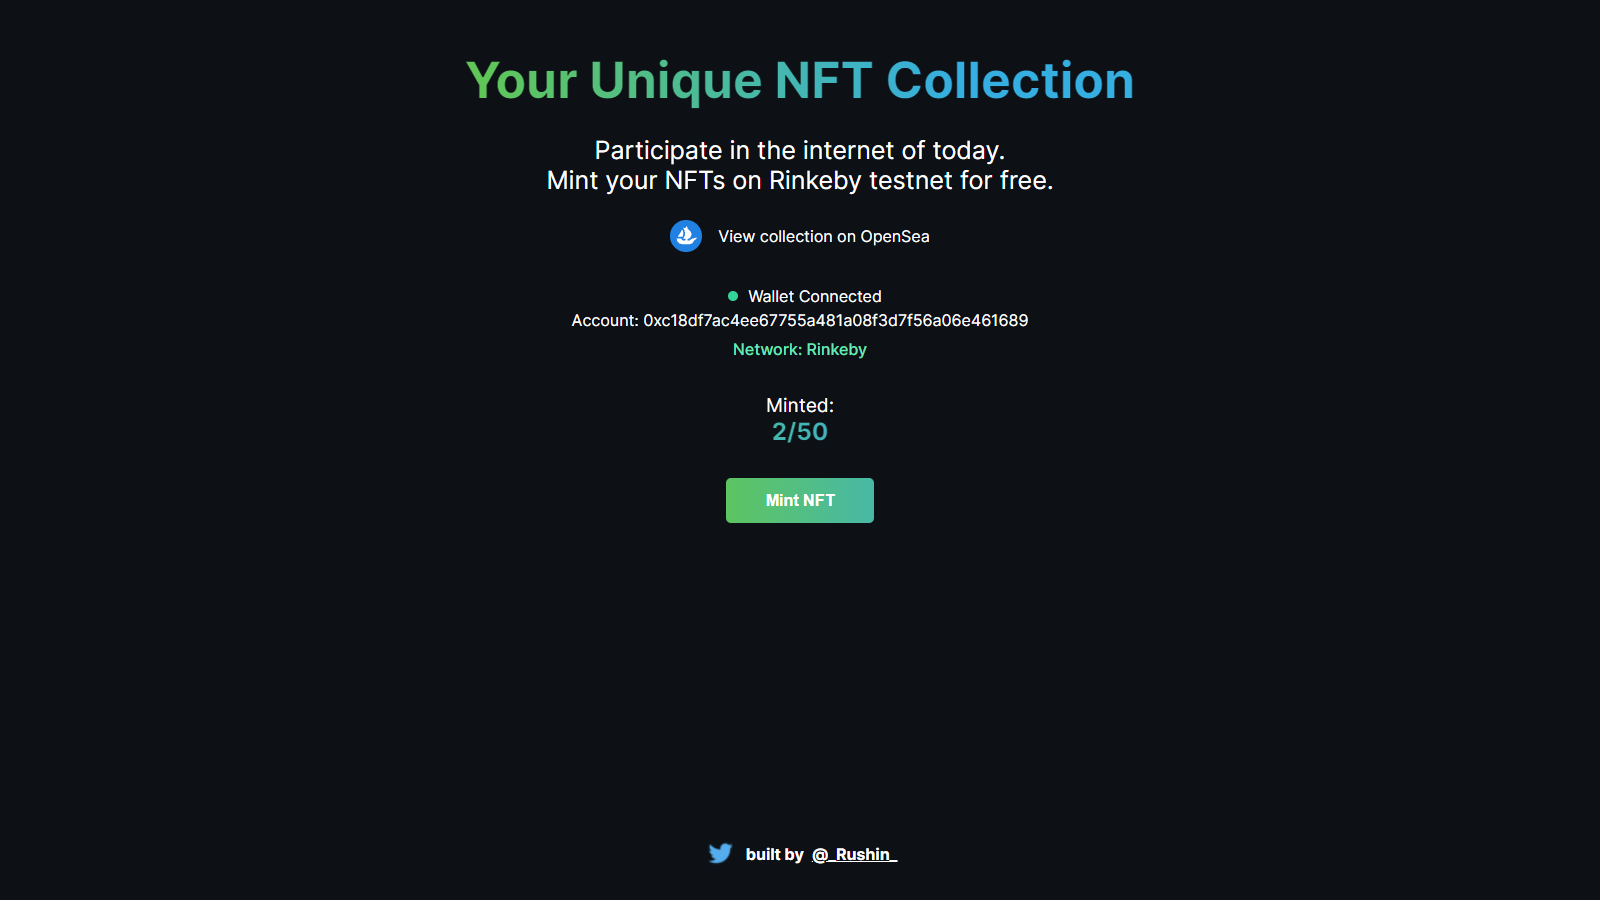 Your Unique NFT Collection
Participate in the internet of today.
Mint your NFTs on Rinkeby testnet for free.
View collection on OpenSea
Wallet Connected
Account: 0xc18df7ac4ee67755a481a08f3d7f56a06e461689
Network: Rinkeby
Minted:
2/50
Mint NFT
built by @_Rushin_